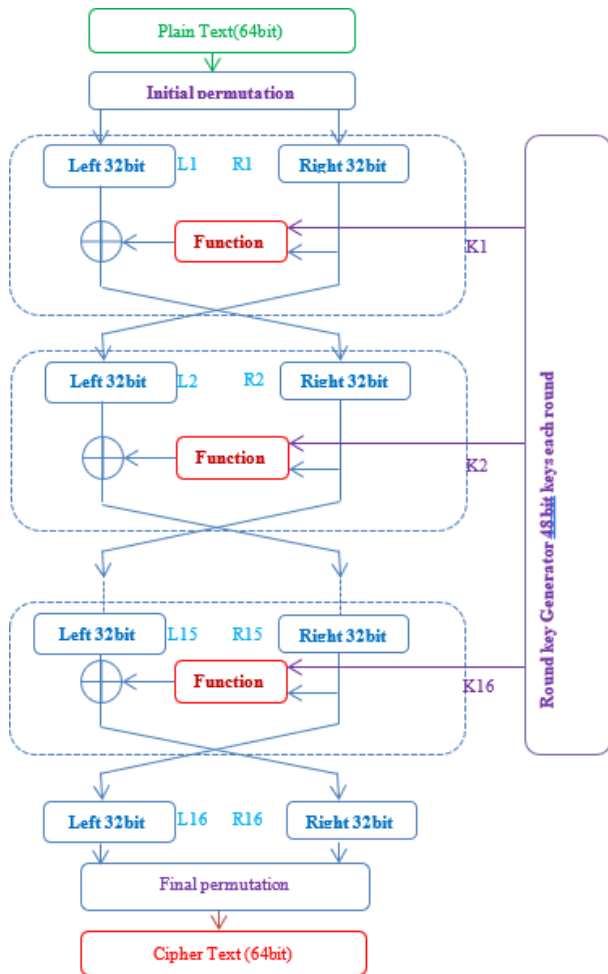 Plain Text(64bit)
Initial permutation
Left 32bit L1 R1 Right 32bit
Function
K1
Left 32bit L2 R2 Right 32bit
Function
K2
Left 32bit L15 R15 Right 32bit
Function
K16
Left 32bit L16 R16 Right 32bit
Final permutation
Cipher Text (64bit)
Round key Generator 48bit keys each round